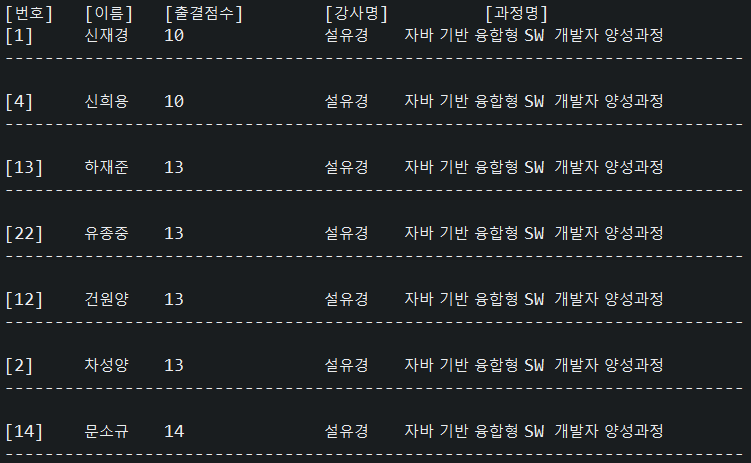 [번호] [이름] [출결점수] [강사명] [과정명]
[1] 신재경 10 설유경 자바 기반 융합형 SW 개발자 양성과정
--------------------------------------------------------------------------
[4] 신희용 10 설유경 자바 기반 융합형 SW 개발자 양성과정
--------------------------------------------------------------------------
[13] 하재준 13 설유경 자바 기반 융합형 SW 개발자 양성과정
--------------------------------------------------------------------------
[22] 유종중 13 설유경 자바 기반 융합형 SW 개발자 양성과정
--------------------------------------------------------------------------
[12] 건원양 13 설유경 자바 기반 융합형 SW 개발자 양성과정
--------------------------------------------------------------------------
[2] 차성양 13 설유경 자바 기반 융합형 SW 개발자 양성과정
--------------------------------------------------------------------------
[14] 문소규 14 설유경 자바 기반 융합형 SW 개발자 양성과정
--------------------------------------------------------------------------